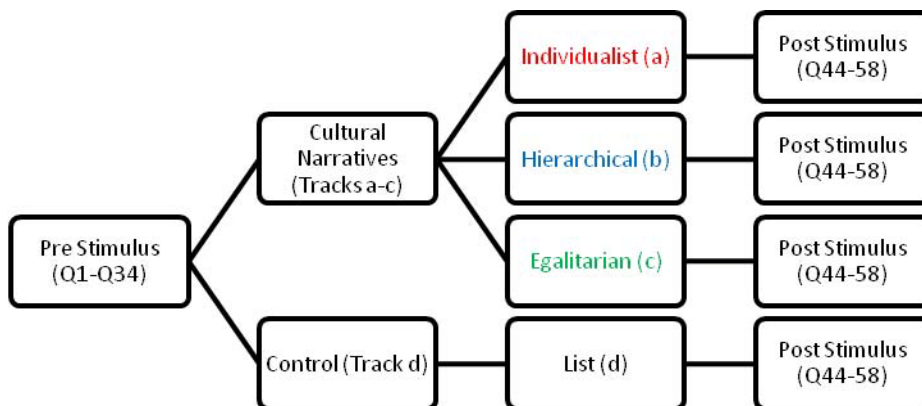 Individualist (a)
Post Stimulus
(Q44-58)
Cultural
Narratives
(Tracks a-c)
Hierarchical (b)
Post Stimulus
(Q44-58)
Pre Stimulus
(Q1-Q34)
Egalitarian (c)
Post Stimulus
(Q44-58)
Control (Track d)
List (d)
Post Stimulus
(Q44-58)